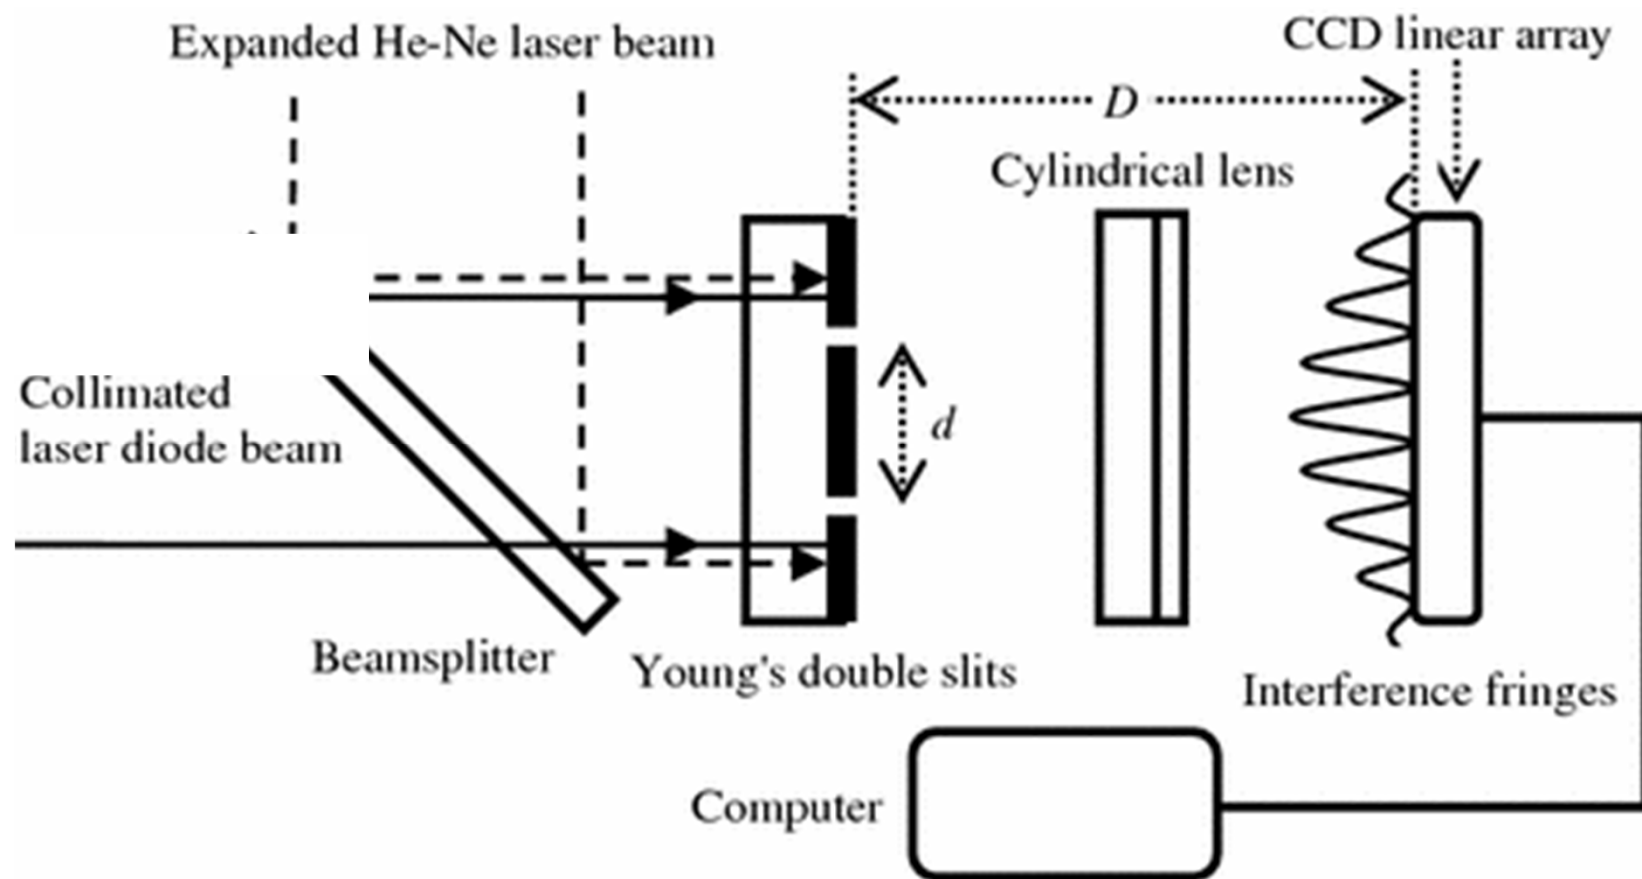 Expanded He-Ne laser beam
CCD linear array
D
Cylindrical lens
Collimated
laser diode beam
d
Beamsplitter
Young's double slits
Interference fringes
Computer